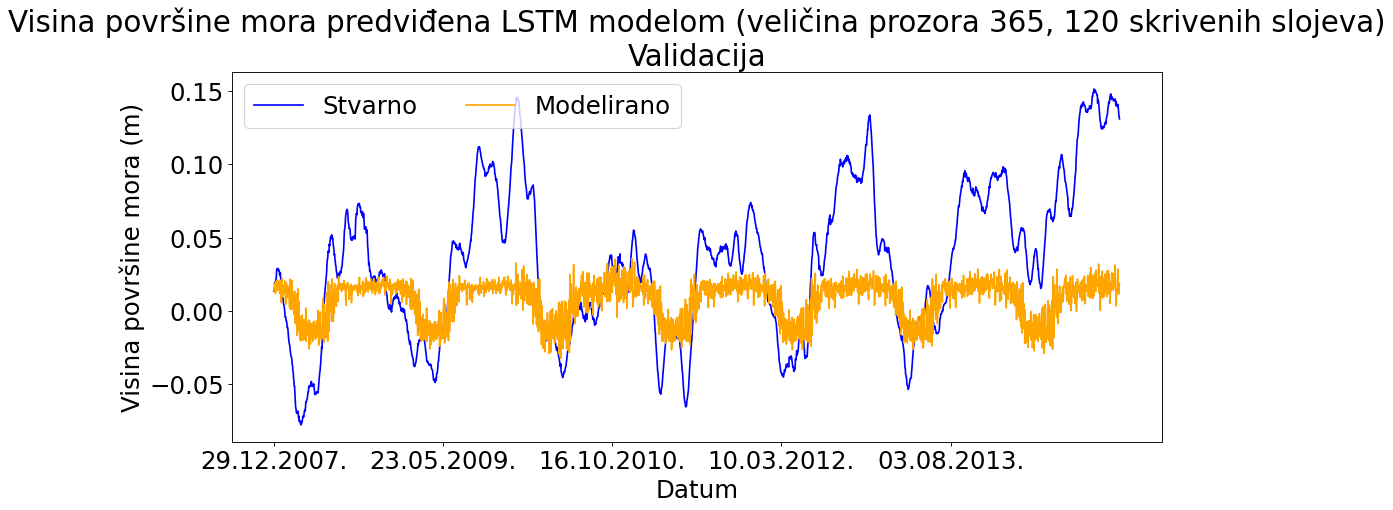 Visina površine mora predviđena LSTM modelom (veličina prozora 365, 120 skrivenih slojeva)
Validacija
Stvarno
Modelirano
Visina površine mora (m)
0.15
0.10
0.05
0.00
−0.05
29.12.2007.
23.05.2009.
16.10.2010.
10.03.2012.
03.08.2013.
Datum